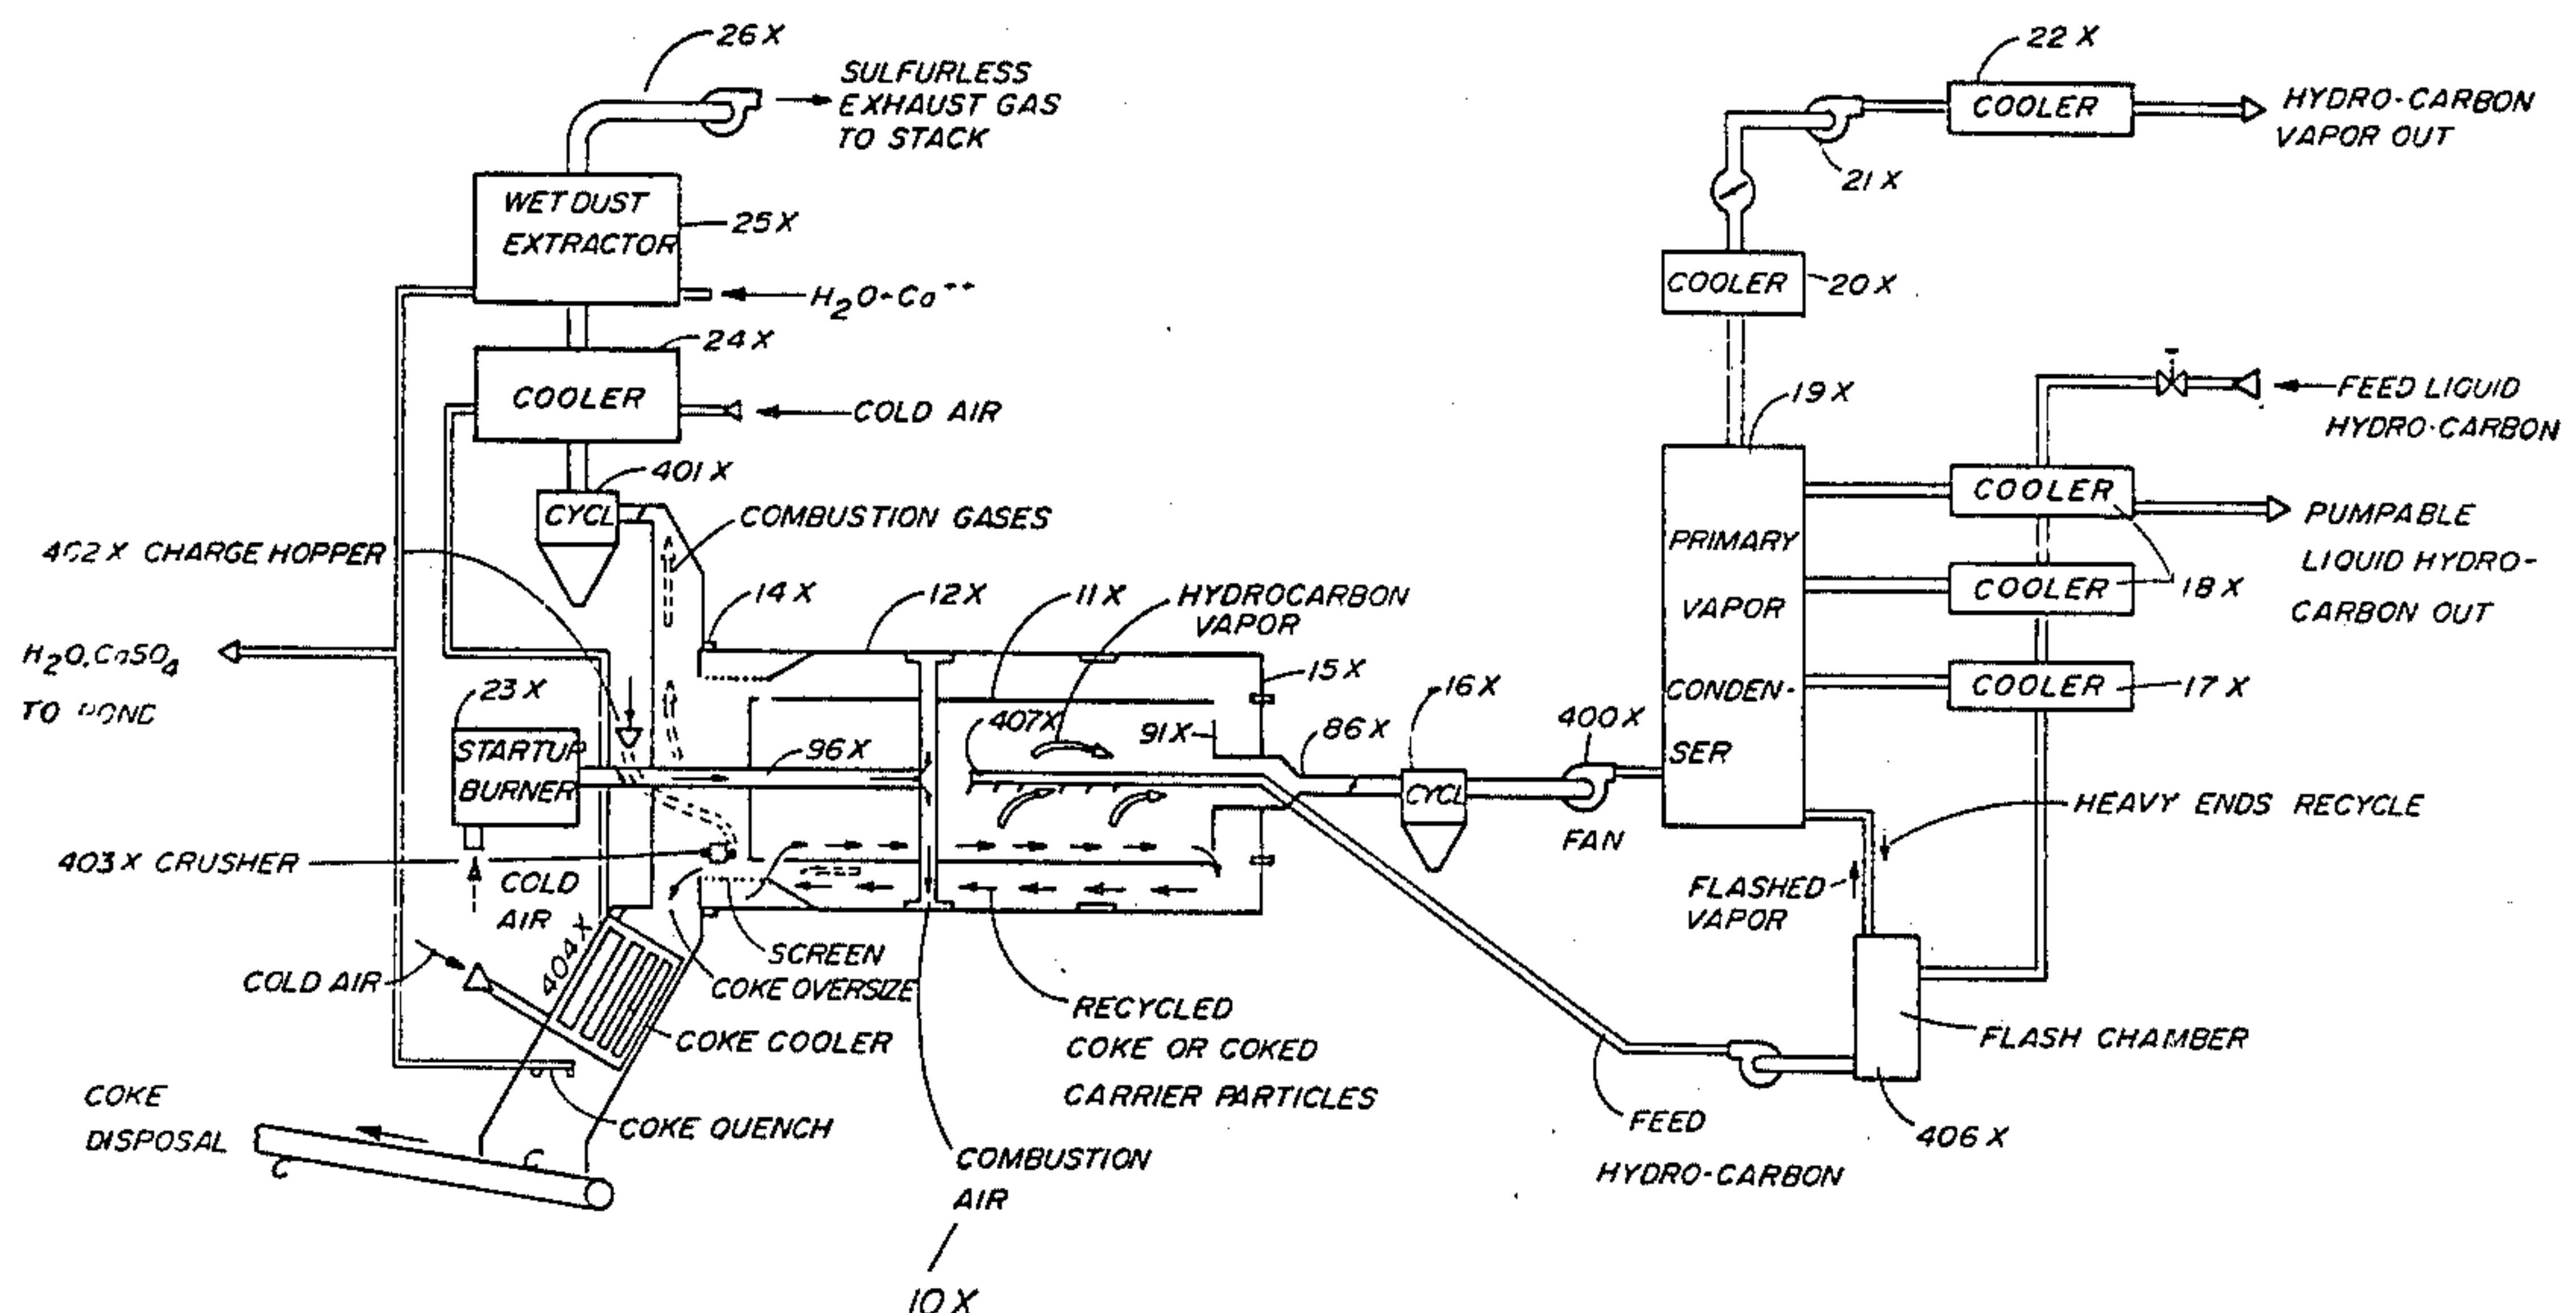 26X
SULFURLESS
EXHAUST GAS
TO STACK
WET DUST
EXTRACTOR
25X
H2O+Ca++
24X
COOLER
COLD AIR
401X
CYCL
COMBUSTION GASES
402X CHARGE HOPPER
14X
12X
11X
HYDROCARBON
VAPOR
H2O.CaSO4
TO POND
23X
STARTUP
BURNER
96X
407X
91X
15X
86X
16X
CYCL
400X
FAN
403X CRUSHER
COLD
AIR
404X
COLD AIR
SCREEN
COKE OVERSIZE
COKE COOLER
RECYCLED
COKE OR COKED
CARRIER PARTICLES
COKE
DISPOSAL
COKE QUENCH
COMBUSTION
AIR
10X
22X
COOLER
HYDRO-CARBON
VAPOR OUT
21X
COOLER
20X
19X
FEED LIQUID
HYDRO-CARBON
PRIMARY
VAPOR
CONDEN-
SER
COOLER
PUMPABLE
LIQUID HYDRO-
CARBON OUT
COOLER
18X
COOLER
17X
HEAVY ENDS RECYCLE
FLASHED
VAPOR
FLASH CHAMBER
406X
FEED
HYDRO-CARBON